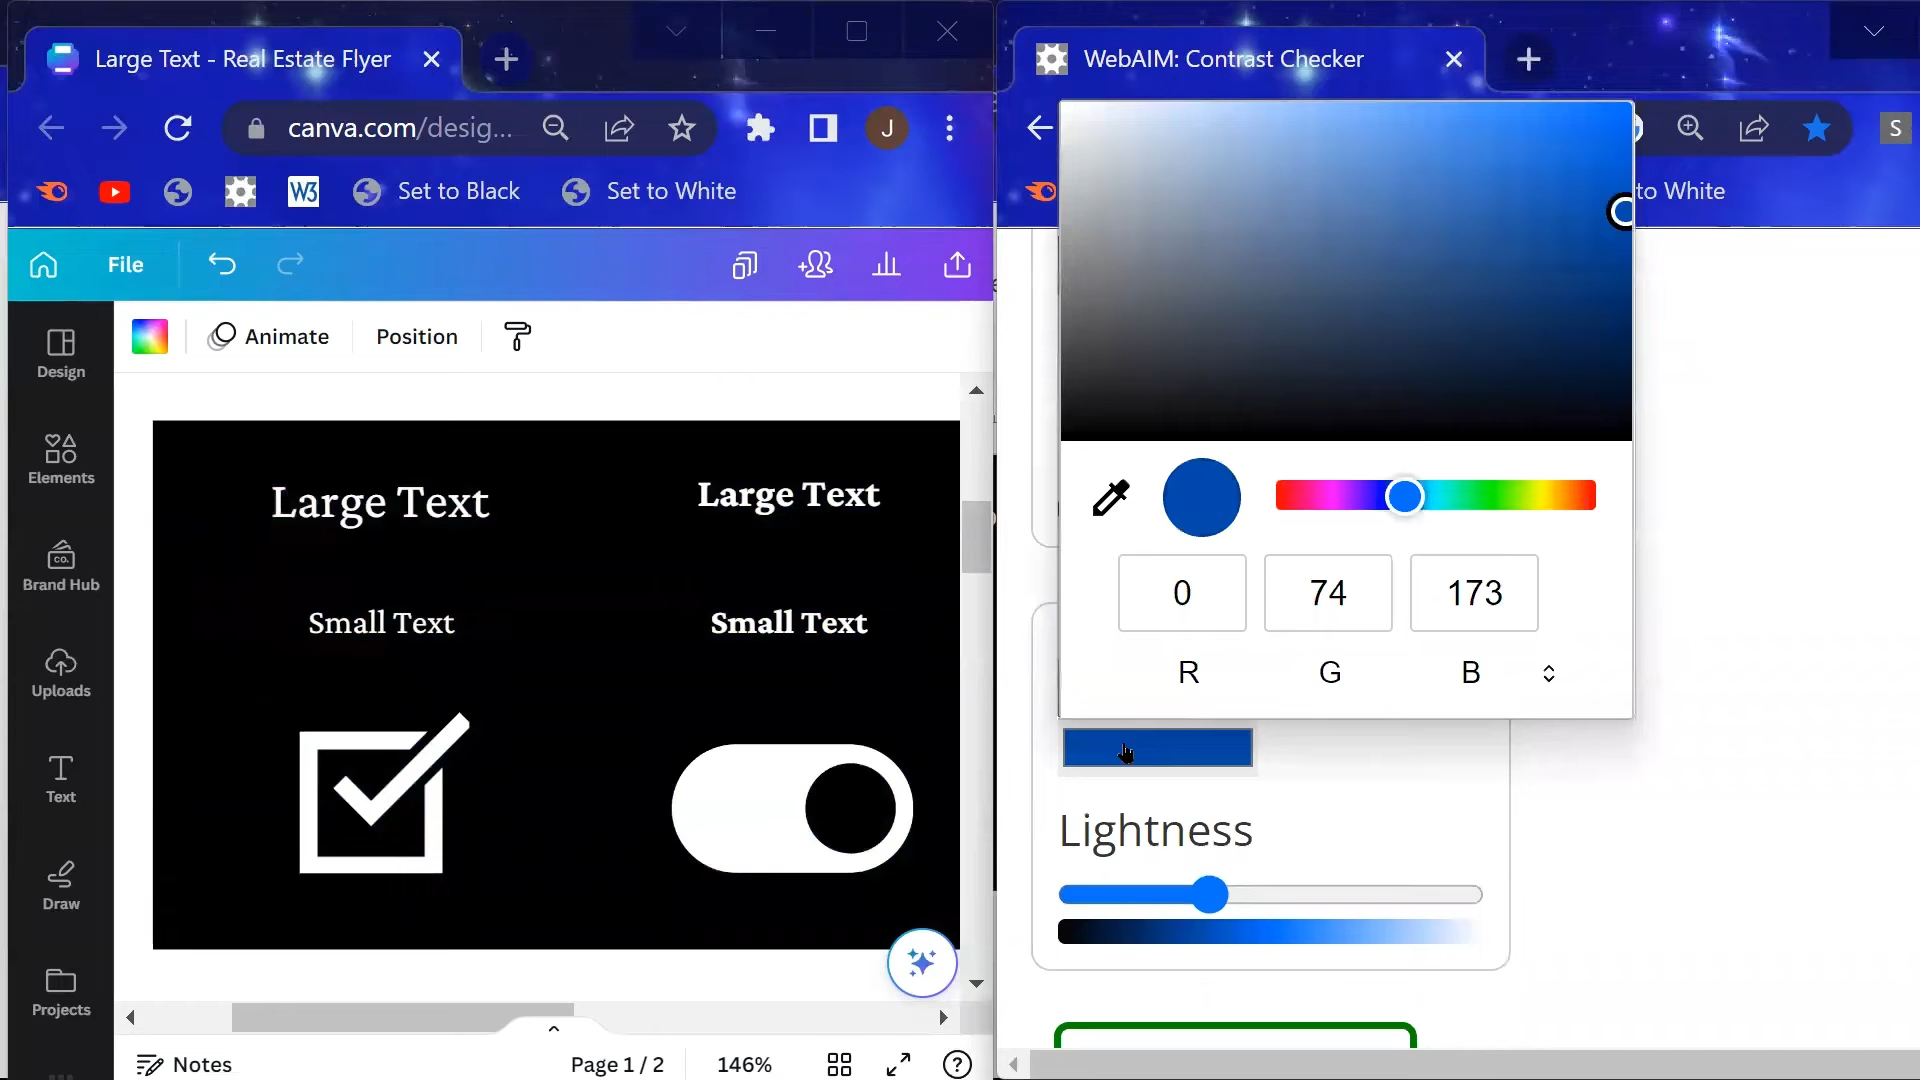 Large Text - Real Estate Flyer
canva.com/desig...
J
W3
Set to Black
Set to White
File
Animate
Position
Design
Elements
CO.
Brand Hub
Uploads
Text
Draw
Projects
Large Text
Large Text
Small Text
Small Text
Notes
Page 1 / 2
146%
?
WebAIM: Contrast Checker
S
to White
0
74
173
R
G
B
Lightness